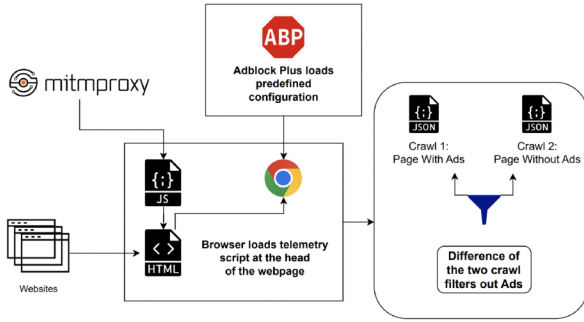 ABP
Adblock Plus loads
predefined
configuration
mitmproxy
{;}
JS
<>
HTML
Websites
Browser loads telemetry
script at the head
of the webpage
{;}
JSON
Crawl 1:
Page With Ads
{;}
JSON
Crawl 2:
Page Without Ads
Difference of
the two crawl
filters out Ads